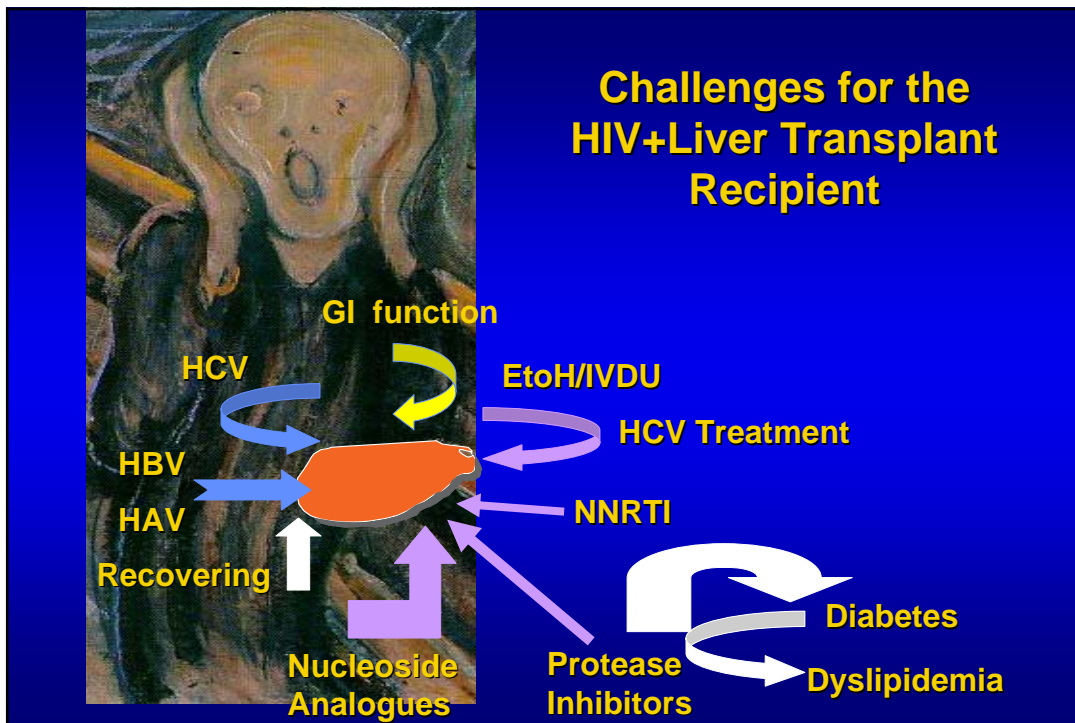 Challenges for the
HIV+Liver Transplant
Recipient
GI function
HCV
EtoH/IVDU
HCV Treatment
HBV
NNRTI
HAV
Recovering
Diabetes
Nucleoside
Analogues
Protease
Inhibitors
Dyslipidemia